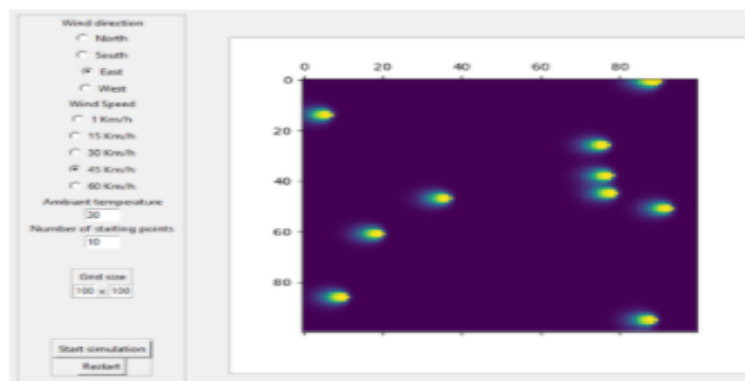 Wind direction
North
South
East
West
Wind Speed
1 Km/h
15 Km/h
30 Km/h
45 Km/h
60 Km/h
Ambiant temperature
30
Number of starting points
10
Grid size
100 x 100
Start simulation
Restart
0 20 40 60 80
0
20
40
60
80